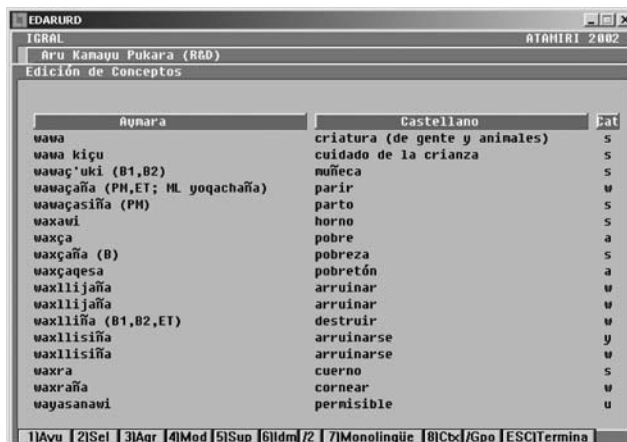 EDARURD
IGRAL ATAMIRI 2002
Aru Kamayu Pukara (R&D)
Edición de Conceptos
Aymara Castellano Cat
wawa criatura (de gente y animales) s
wawa kiçu cuidado de la crianza s
wawaç'uki (B1,B2) muñeca s
wawaçaña (PM,ET; ML yoqachaña) parir w
wawaçasiña (PM) parto s
waxawi horno s
waxça pobre a
waxçaña (B) pobreza s
waxçaqesa pobretón a
waxllijaña arruinar w
waxllijaña arruinar w
waxlliña (B1,B2,ET) destruir w
waxllisiña arruinarse y
waxllisiña arruinarse w
waxra cuerno s
waxraña cornear w
wayasanawi permisible u
1)Ayu 2)Sel 3)Agr 4)Mod 5)Sup 6)Idm/2 7)Monolingüe 8)Ctx/Gpo ESC)Termina